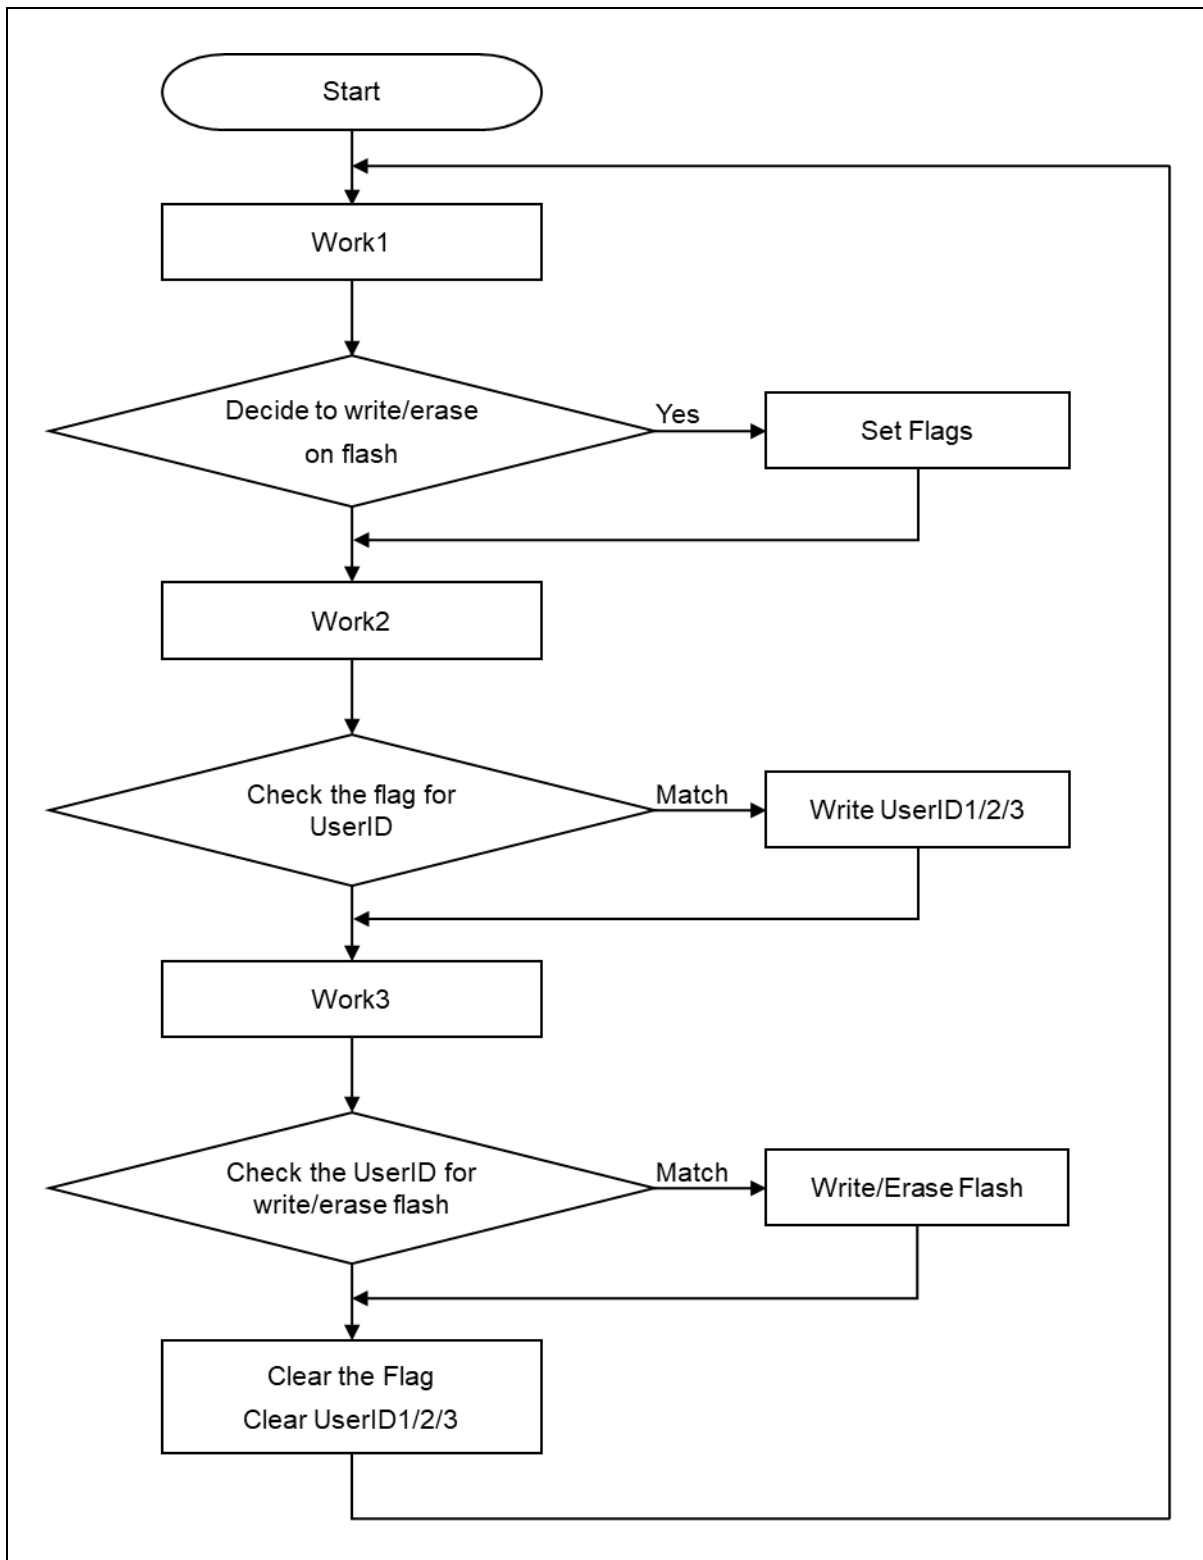 Start
Work1
Decide to write/erase
on flash
Yes
Set Flags
Work2
Check the flag for
UserID
Match
Write UserID1/2/3
Work3
Check the UserID for
write/erase flash
Match
Write/Erase Flash
Clear the Flag
Clear UserID1/2/3